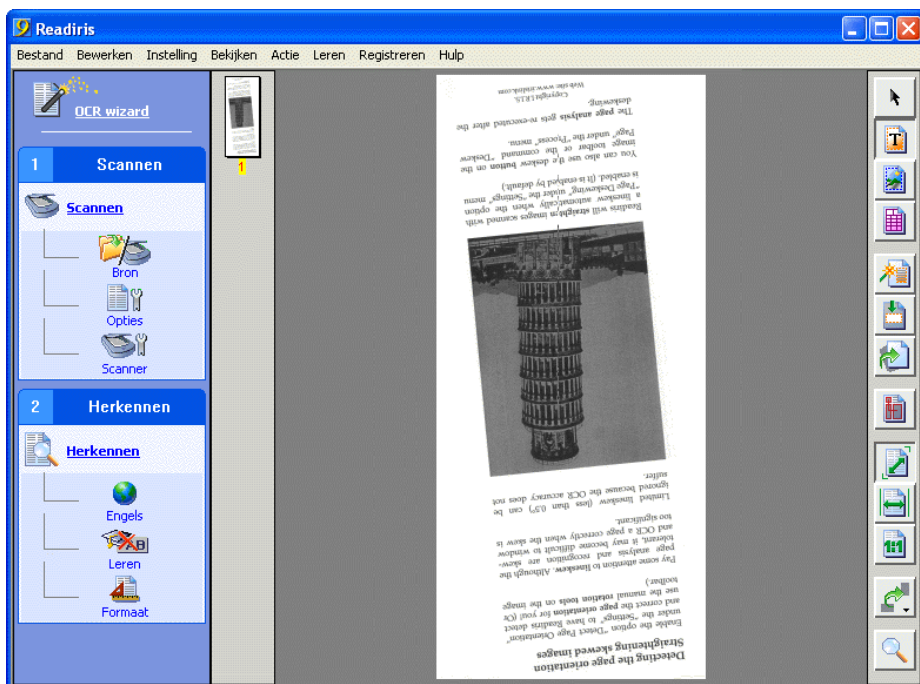 Readiris
Bestand Bewerken Instelling Bekijken Actie Leren Registreren Hulp
OCR wizard
1 Scannen
Scannen
Bron
Opties
Scanner
2 Herkennen
Herkennen
Engels
Leren
Formaat
1
Detecting the page orientation
Straightening skewed images
Enable the option "Detect Page Orientation"
under the "Settings" to have Readiris detect
and correct the page orientation for you! (Or
use the manual rotation tools on the image
toolbar.)
Pay some attention to lineskew. Although the
page analysis and recognition are skew-
tolerant, it may become difficult to window
and OCR a page correctly when the skew is
too significant.
Limited lineskew (less than 0.5°) can be
ignored because the OCR accuracy does not
suffer.
Readiris will straighten images scanned with
a lineskew automatically when the option
"Page Deskewing" under the "Settings" menu
is enabled. (It is enabled by default.)
You can also use the deskew button on the
image toolbar or the command "Deskew
Page" under the "Process" menu.
The page analysis gets re-executed after the
deskewing.
Copyright I.R.I.S.
Web site www.irislink.com
T
1:1